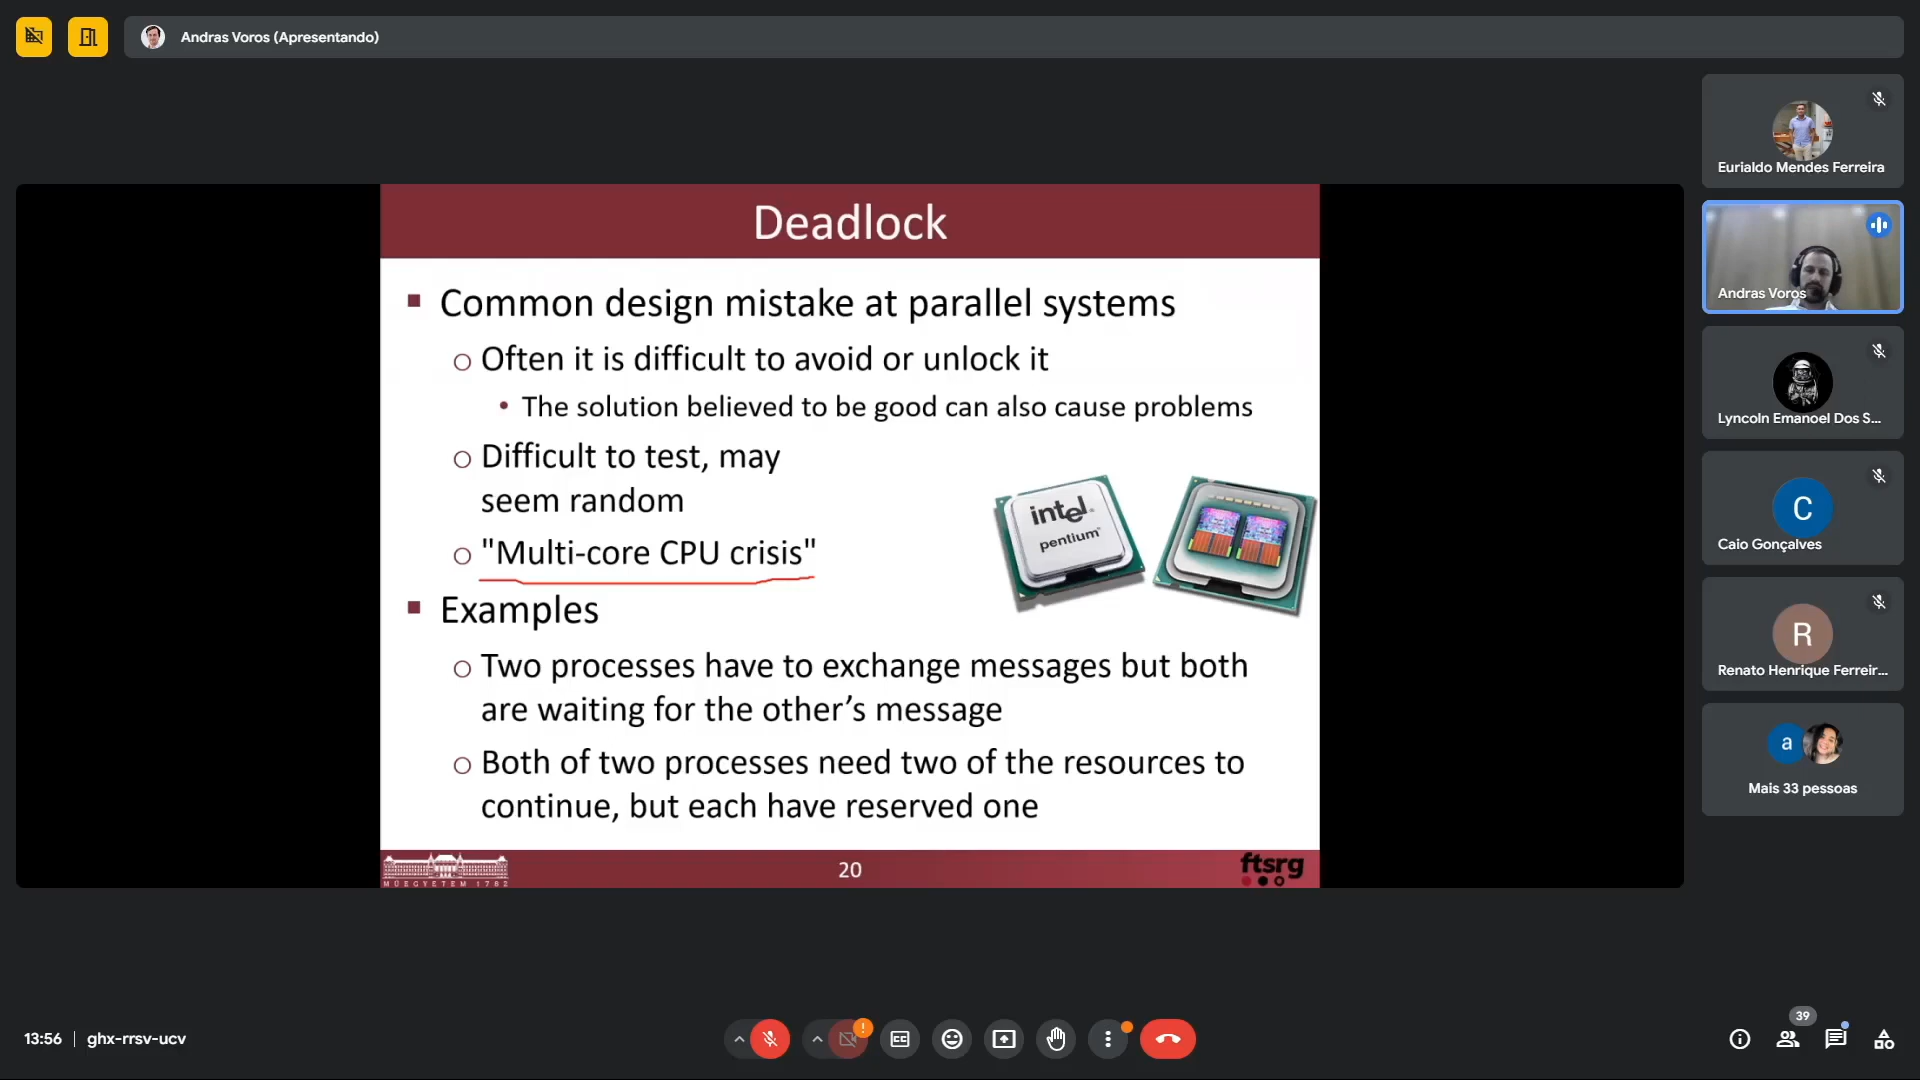 Andras Voros (Apresentando)
Deadlock
Common design mistake at parallel systems
Often it is difficult to avoid or unlock it
The solution believed to be good can also cause problems
Difficult to test, may
seem random
"Multi-core CPU crisis"
intel
pentium
Examples
Two processes have to exchange messages but both
are waiting for the other’s message
Both of two processes need two of the resources to
continue, but each have reserved one
MŰEGYETEM 1782
20
ftsrg
Eurialdo Mendes Ferreira
Andras Voros
Lyncoln Emanoel Dos S...
C
Caio Gonçalves
R
Renato Henrique Ferreir...
a
Mais 33 pessoas
13:56
ghx-rrsv-ucv
39